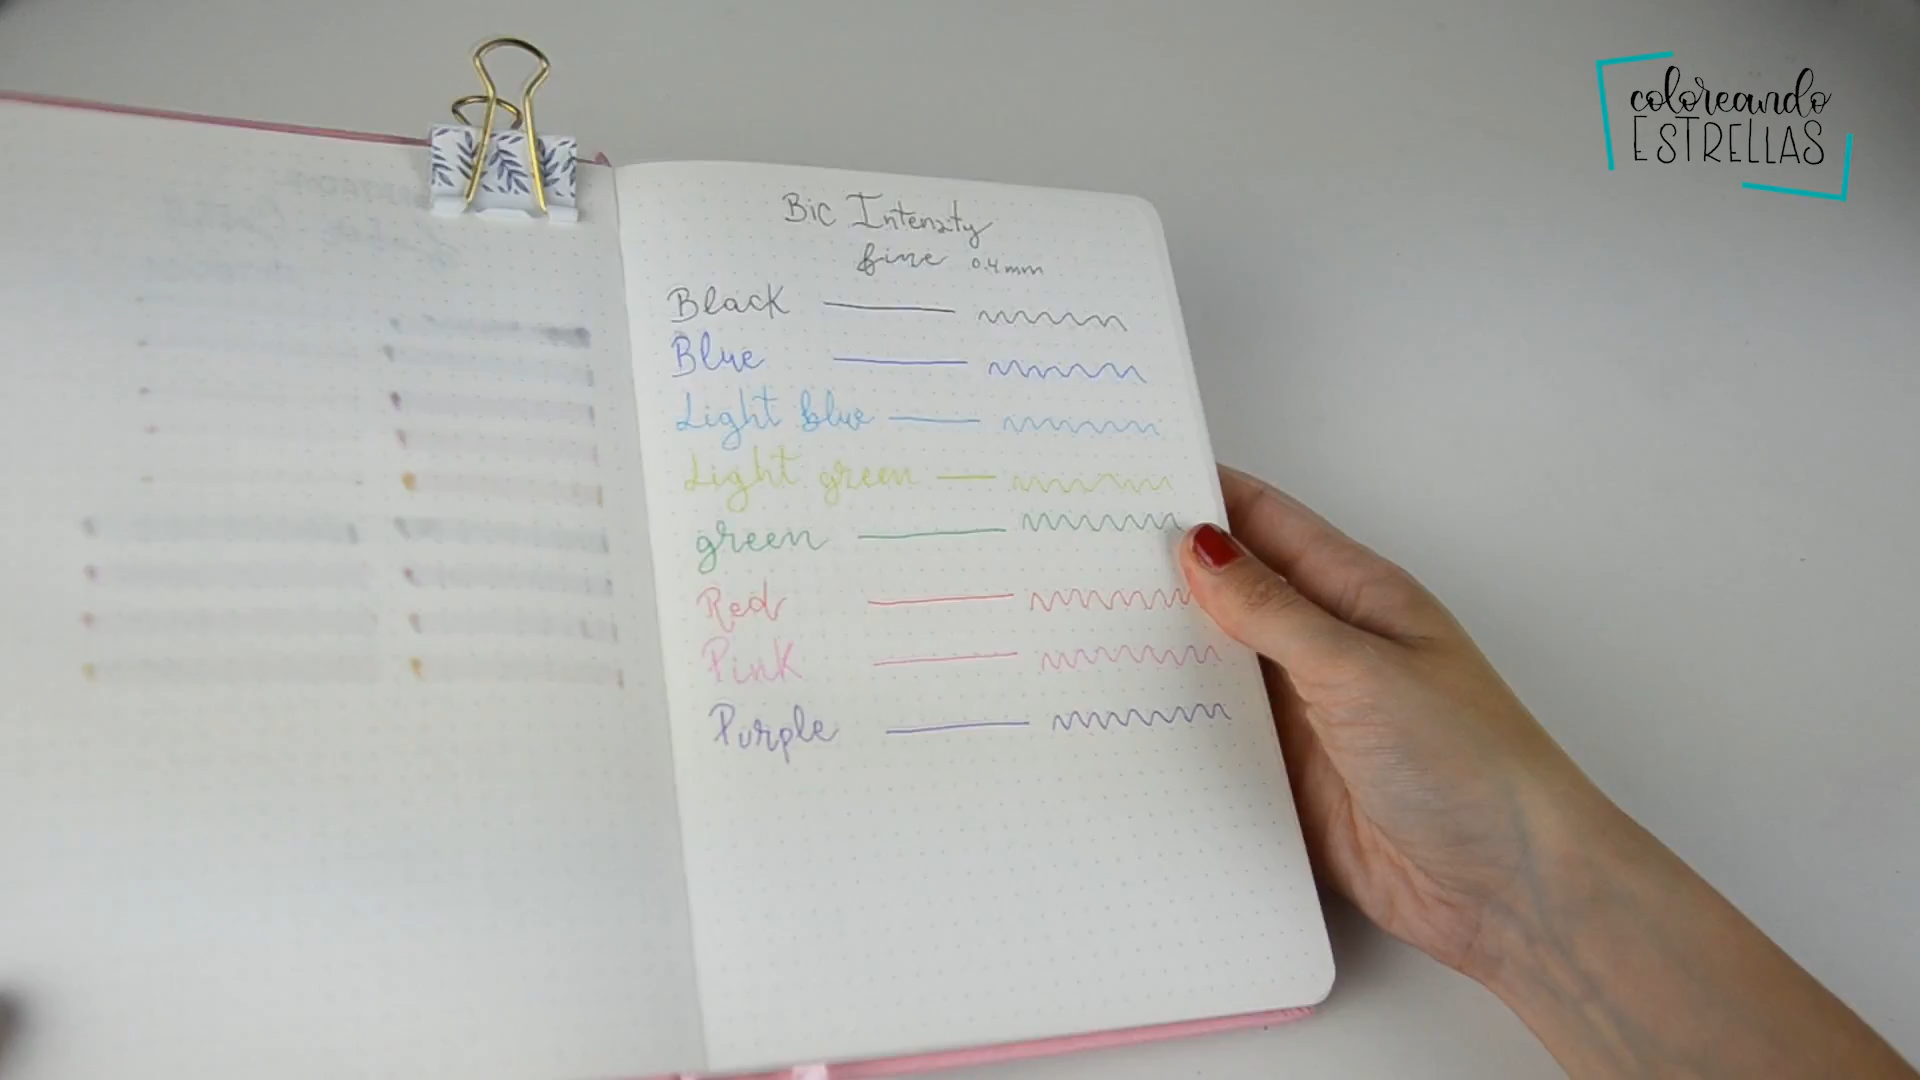 coloreando
ESTRELLAS
Bic Intensity
fine 0.4mm
Black
Blue
Light blue
Light green
green
Red
Pink
Purple